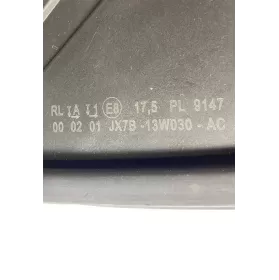 RL IA I1 E8 17,5 PL 9147
00 02 01 JX7B -13W030 - AC